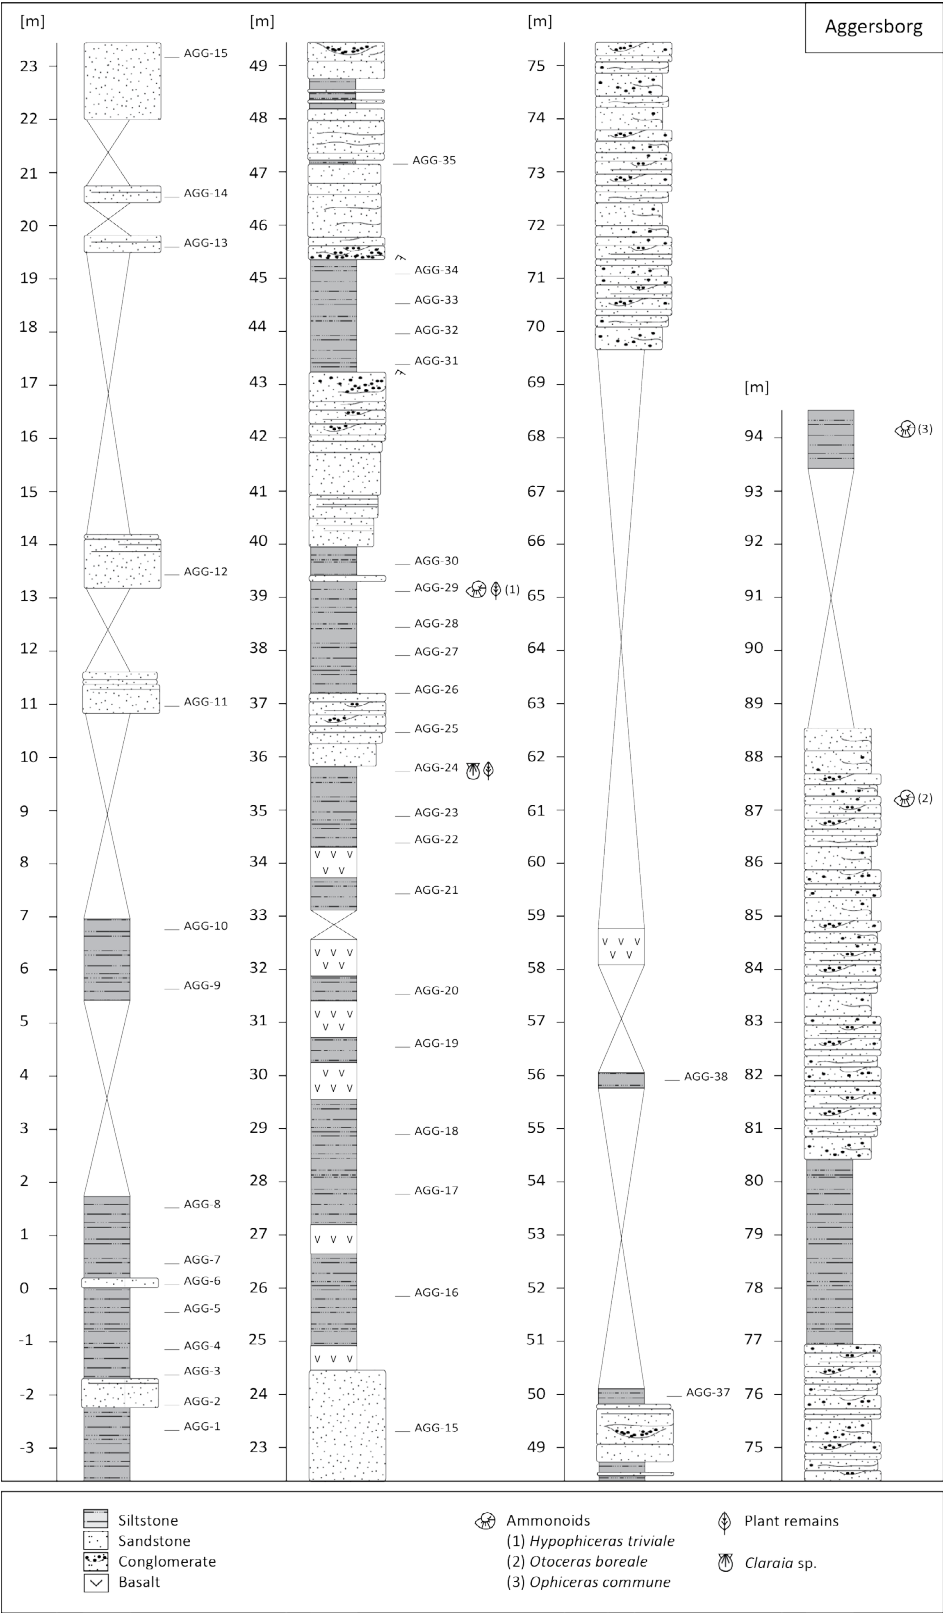 Aggersborg
[m]
23
22
21
20
19
18
17
16
15
14
13
12
11
10
9
8
7
6
5
4
3
2
1
0
-1
-2
-3
AGG-15
AGG-14
AGG-13
AGG-12
AGG-11
AGG-10
AGG-9
AGG-8
AGG-7
AGG-6
AGG-5
AGG-4
AGG-3
AGG-2
AGG-1
[m]
49
48
47
46
45
44
43
42
41
40
39
38
37
36
35
34
33
32
31
30
29
28
27
26
25
24
23
AGG-35
AGG-34
AGG-33
AGG-32
AGG-31
AGG-30
AGG-29 (1)
AGG-28
AGG-27
AGG-26
AGG-25
AGG-24
AGG-23
AGG-22
AGG-21
AGG-20
AGG-19
AGG-18
AGG-17
AGG-16
AGG-15
[m]
75
74
73
72
71
70
69
68
67
66
65
64
63
62
61
60
59
58
57
56
55
54
53
52
51
50
49
AGG-38
AGG-37
[m]
94
93
92
91
90
89
88
87
86
85
84
83
82
81
80
79
78
77
76
75
(3)
(2)
Siltstone
Sandstone
Conglomerate
Basalt
Ammonoids
(1) Hypophiceras triviale
(2) Otoceras boreale
(3) Ophiceras commune
Plant remains
Claraia sp.